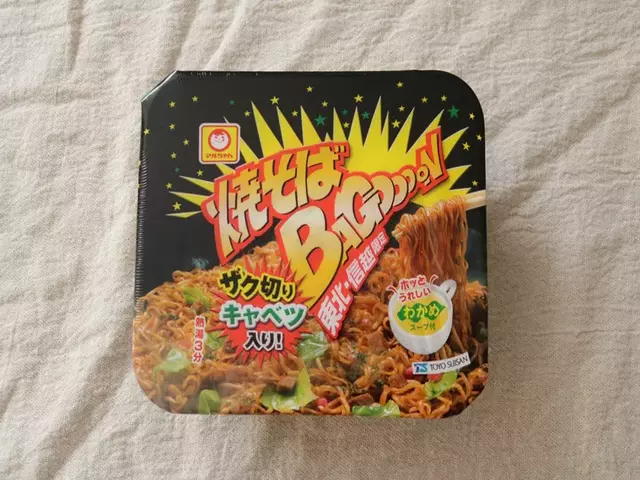 マルちゃん
焼そば
BAGOOOON
東北・信越限定
ザク切り
キャベツ
入り!
熱湯3分
ホッと
うれしい
わかめ
スープ付
TS TOYO SUISAN